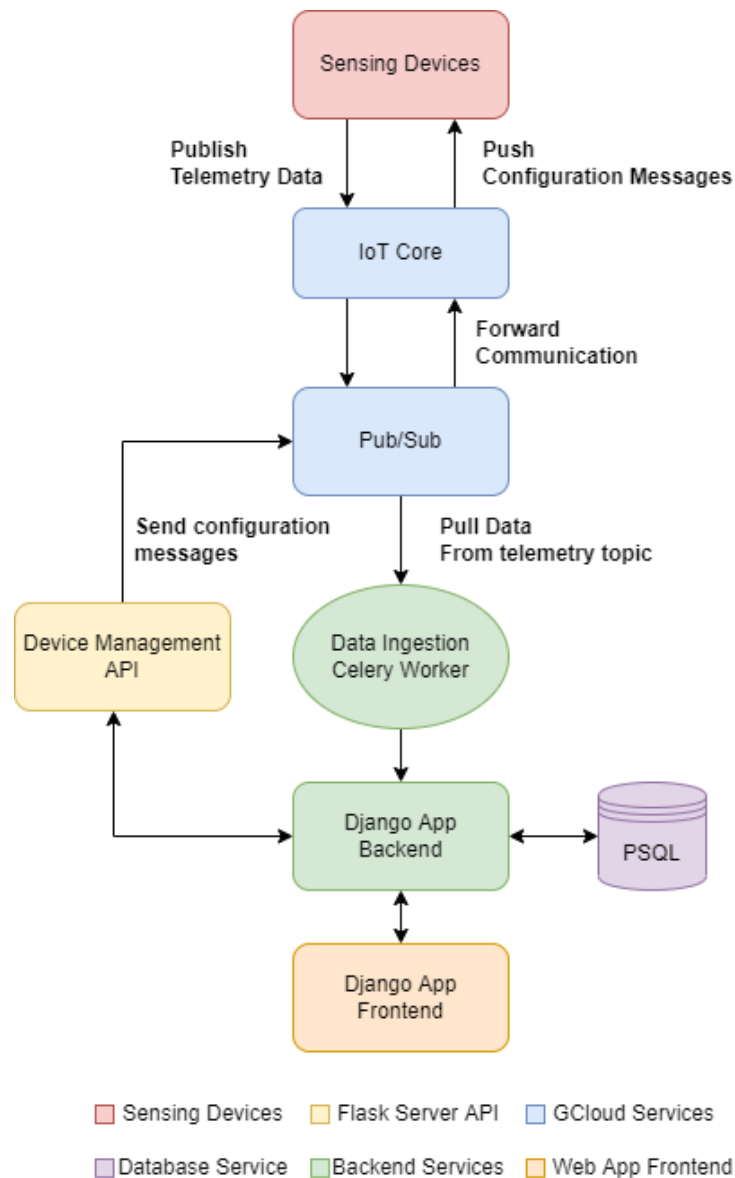 Sensing Devices
Publish
Telemetry Data
Push
Configuration Messages
IoT Core
Forward
Communication
Pub/Sub
Send configuration
messages
Pull Data
From telemetry topic
Device Management
API
Data Ingestion
Celery Worker
Django App
Backend
PSQL
Django App
Frontend
Sensing Devices
Flask Server API
GCloud Services
Database Service
Backend Services
Web App Frontend